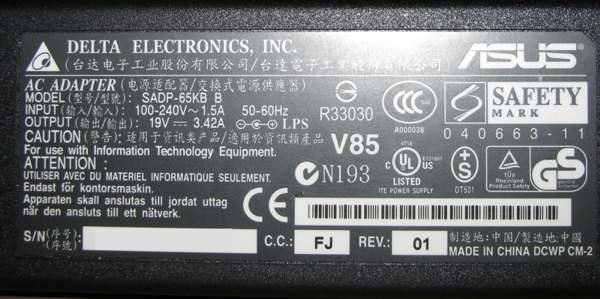 DELTA ELECTRONICS, INC.
(台达电子工业股份有限公司/台達電子工業股份有限公司)
ASUS
AC ADAPTER (电源适配器/交換式電源供應器)
MODEL(型号/型號): SADP-65KB B
INPUT(输入/輸入): 100-240V~1.5A 50-60Hz
OUTPUT(输出/輸出): 19V 3.42A LPS
CAUTION(警告): 适用于资讯类产品/適用於資訊類產品
For use with Information Technology Equipment.
ATTENTION :
UTILISER AVEC DU MATERIEL INFORMATIQUE SEULEMENT.
Endast för kontorsmaskin.
Apparaten skall anslutas till jordat uttag
när den ansluts till ett nätverk.
R33030
CCC
A000038
S SAFETY
MARK
040663-11
V85
N193
UL
LISTED
ITE POWER SUPPLY
+S
DT501
TÜV
Rheinland
Product Safety
GS
CE
S/N(序号/序號):
C.C.: FJ REV.: 01
制造地:中国/製造地:中國
MADE IN CHINA DCWP CM-2